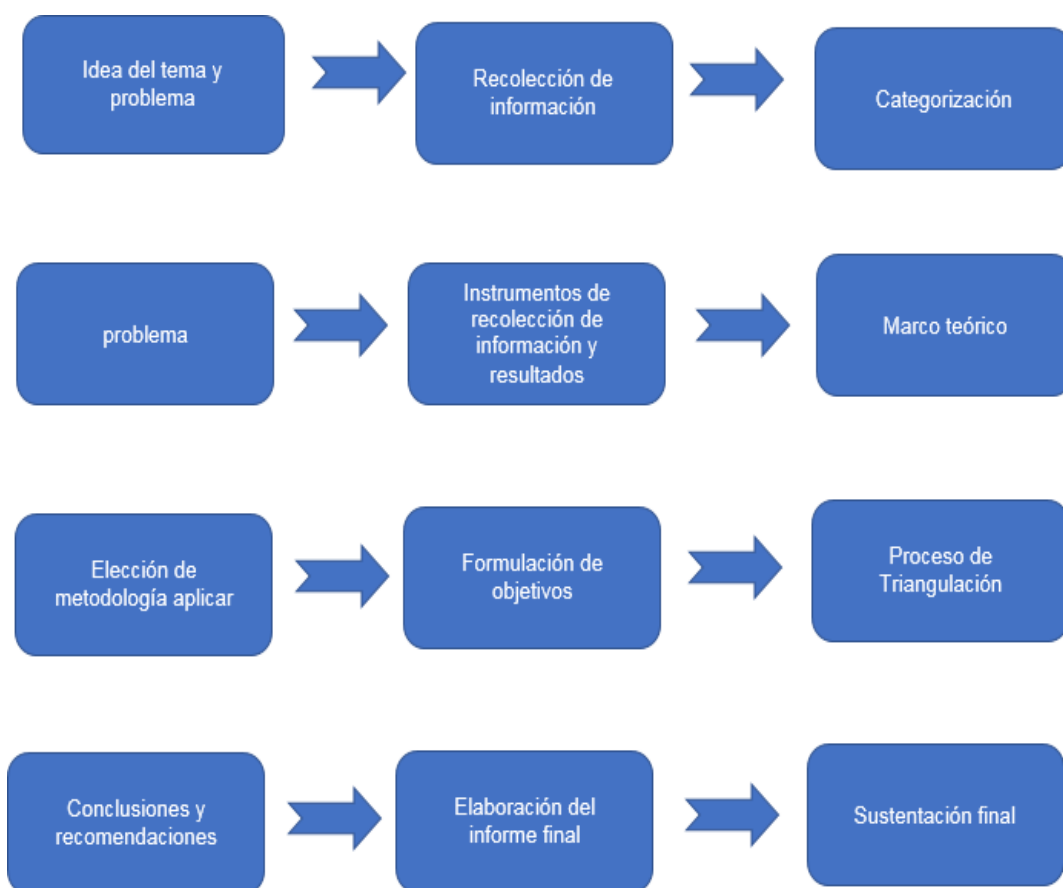 Idea del tema y
problema
Recolección de
información
Categorización
problema
Instrumentos de
recolección de
información y
resultados
Marco teórico
Elección de
metodología aplicar
Formulación de
objetivos
Proceso de
Triangulación
Conclusiones y
recomendaciones
Elaboración del
informe final
Sustentación final